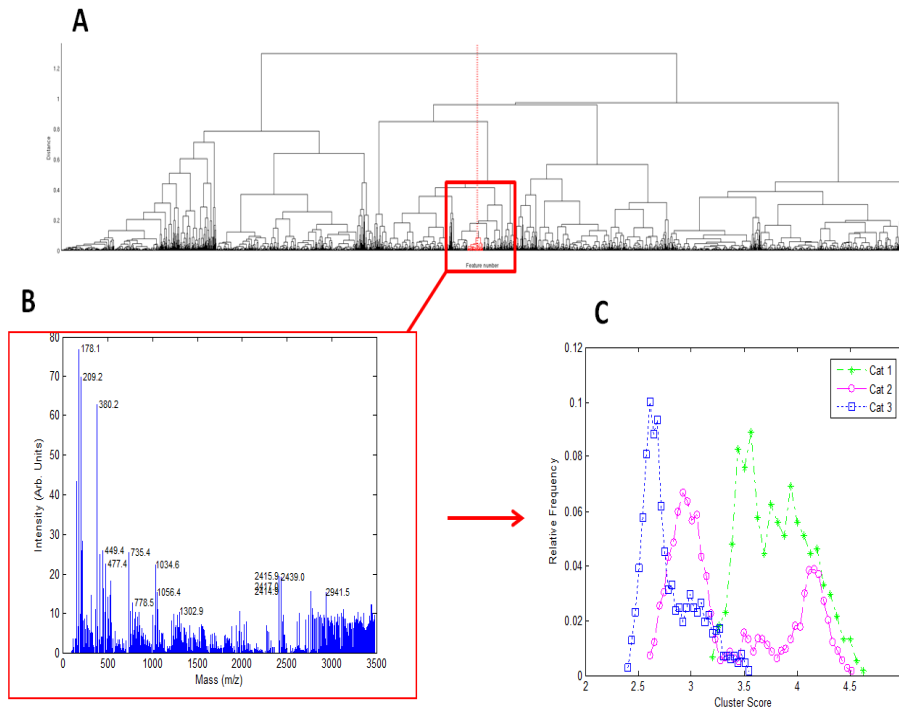 A
1.2
1
0.8
0.6
0.4
0.2
0
Distance
Feature number
B
80
70
60
50
40
30
20
10
0
Intensity (Arb. Units)
178.1
209.2
380.2
449.4
477.4
735.4
778.5
1034.6
1056.4
1302.9
2415.9
2417.0
2414.9
2439.0
2941.5
0 500 1000 1500 2000 2500 3000 3500
Mass (m/z)
C
0.12
0.1
0.08
0.06
0.04
0.02
0
Relative Frequency
Cat 1
Cat 2
Cat 3
2 2.5 3 3.5 4 4.5
Cluster Score